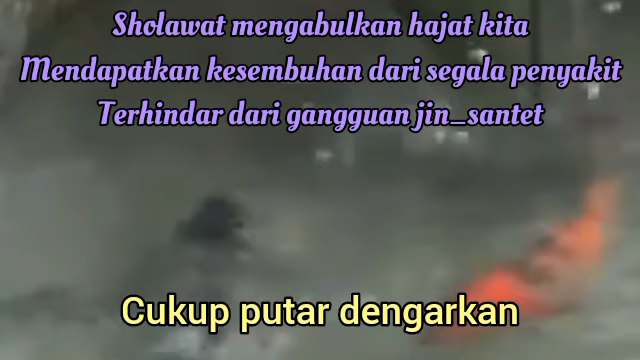 Sholawat mengabulkan hajat kita
Mendapatkan kesembuhan dari segala penyakit
Terhindar dari gangguan jin_santet
Cukup putar dengarkan